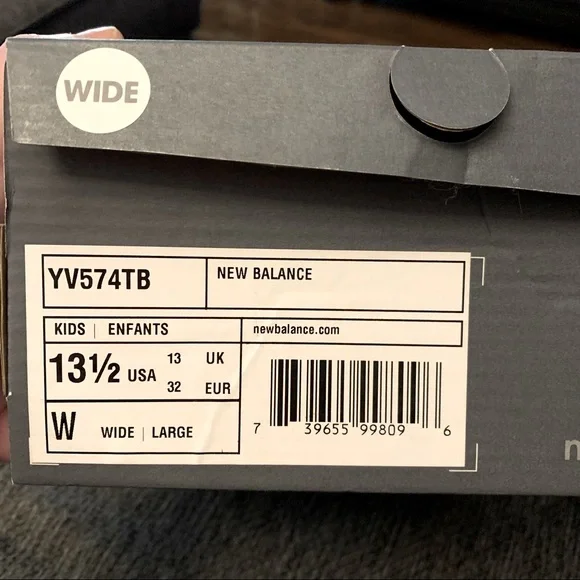 WIDE
YV574TB NEW BALANCE
KIDS | ENFANTS newbalance.com
13½ USA 13 UK
32 EUR
W WIDE | LARGE
7 39655 99809 6
n